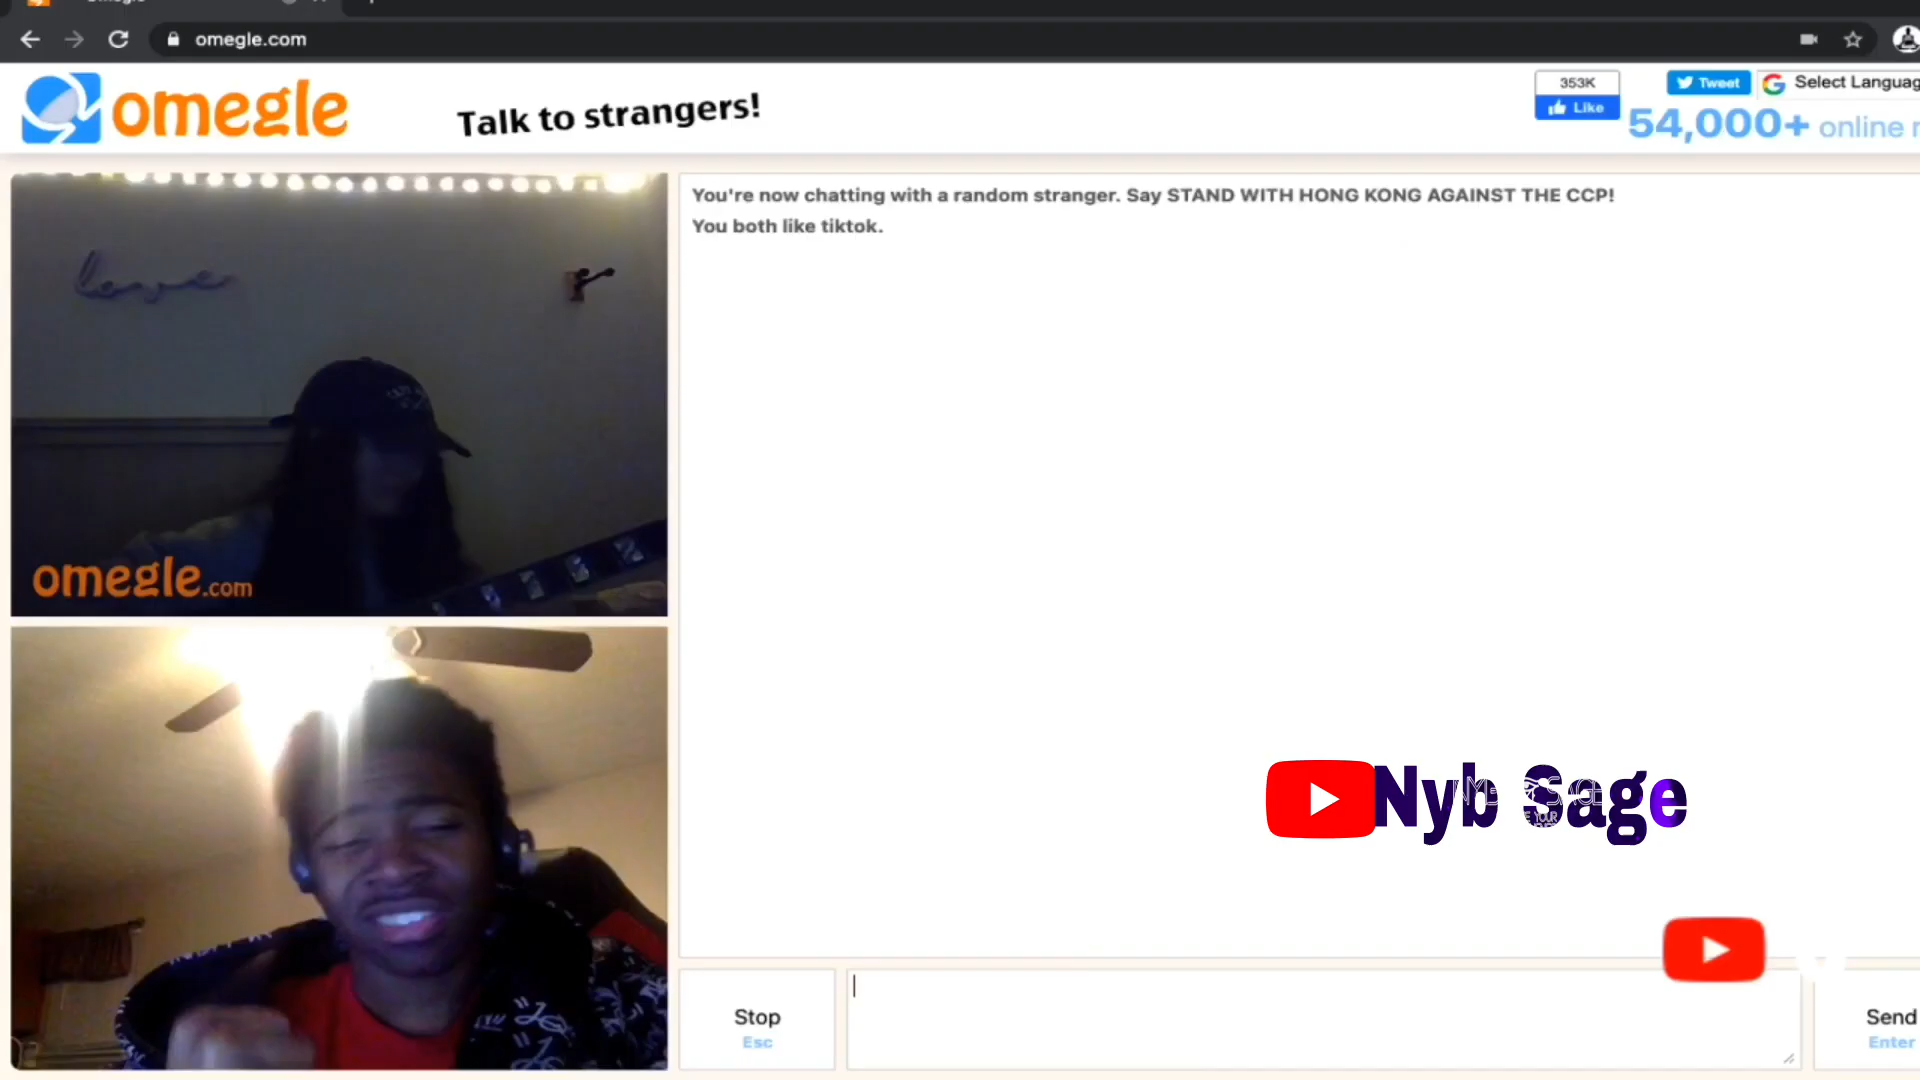 omegle.com
omegle
Talk to strangers!
353K
Like
Tweet
Select Languag
54,000+ online
You're now chatting with a random stranger. Say STAND WITH HONG KONG AGAINST THE CCP!
You both like tiktok.
love
omegle.com
Nyb Sage
Stop
Esc
Send
Enter